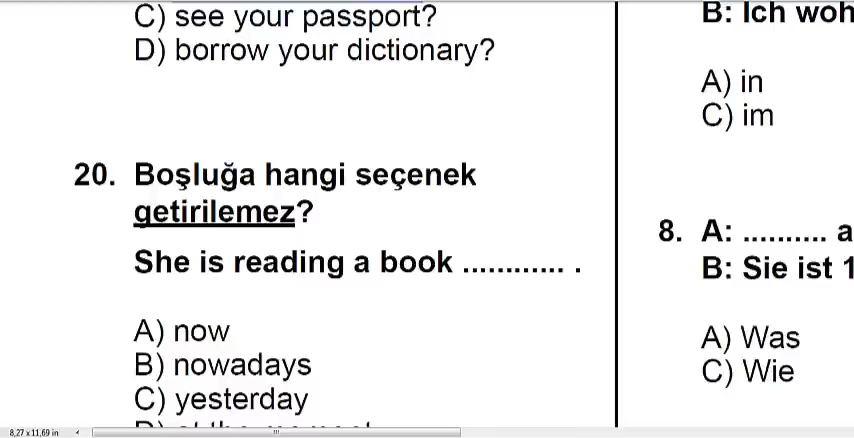 C) see your passport?
D) borrow your dictionary?
20. Boşluğa hangi seçenek
getirilemez?
She is reading a book ............. .
A) now
B) nowadays
C) yesterday
B: Ich woh
A) in
C) im
8. A: .......... a
B: Sie ist 1
A) Was
C) Wie
8,27 x 11,69 in